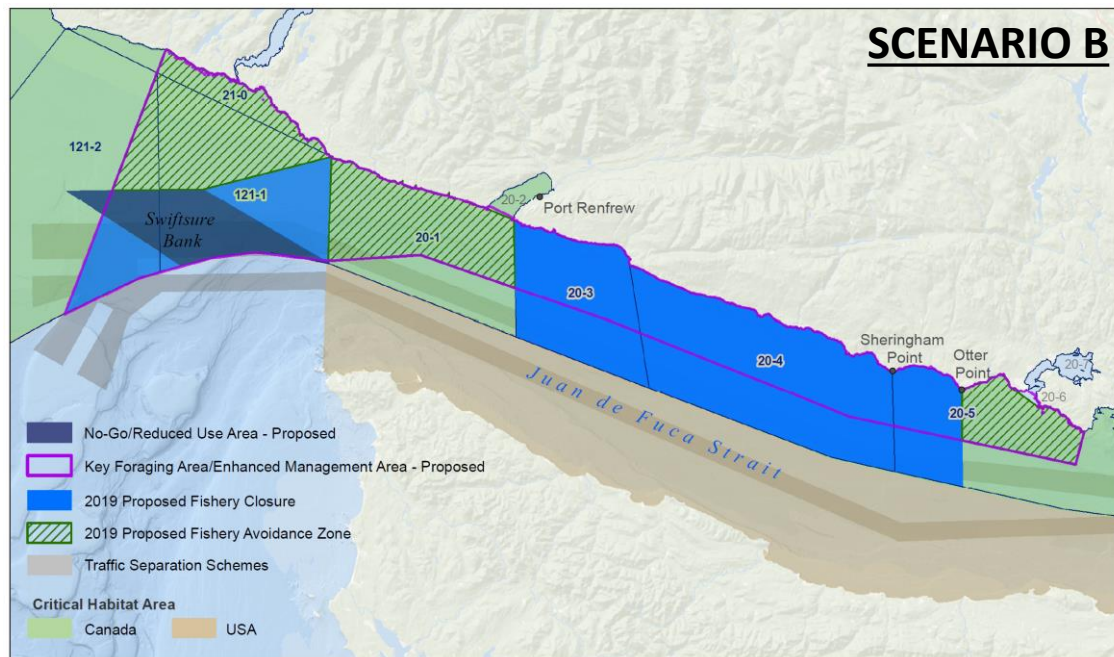 SCENARIO B
21-0
121-2
121-1
Swiftsure
Bank
20-2
Port Renfrew
20-1
20-3
20-4
Sheringham
Point
Otter
Point
20-7
20-6
20-5
Juan de Fuca Strait
No-Go/Reduced Use Area - Proposed
Key Foraging Area/Enhanced Management Area - Proposed
2019 Proposed Fishery Closure
2019 Proposed Fishery Avoidance Zone
Traffic Separation Schemes
Critical Habitat Area
Canada
USA